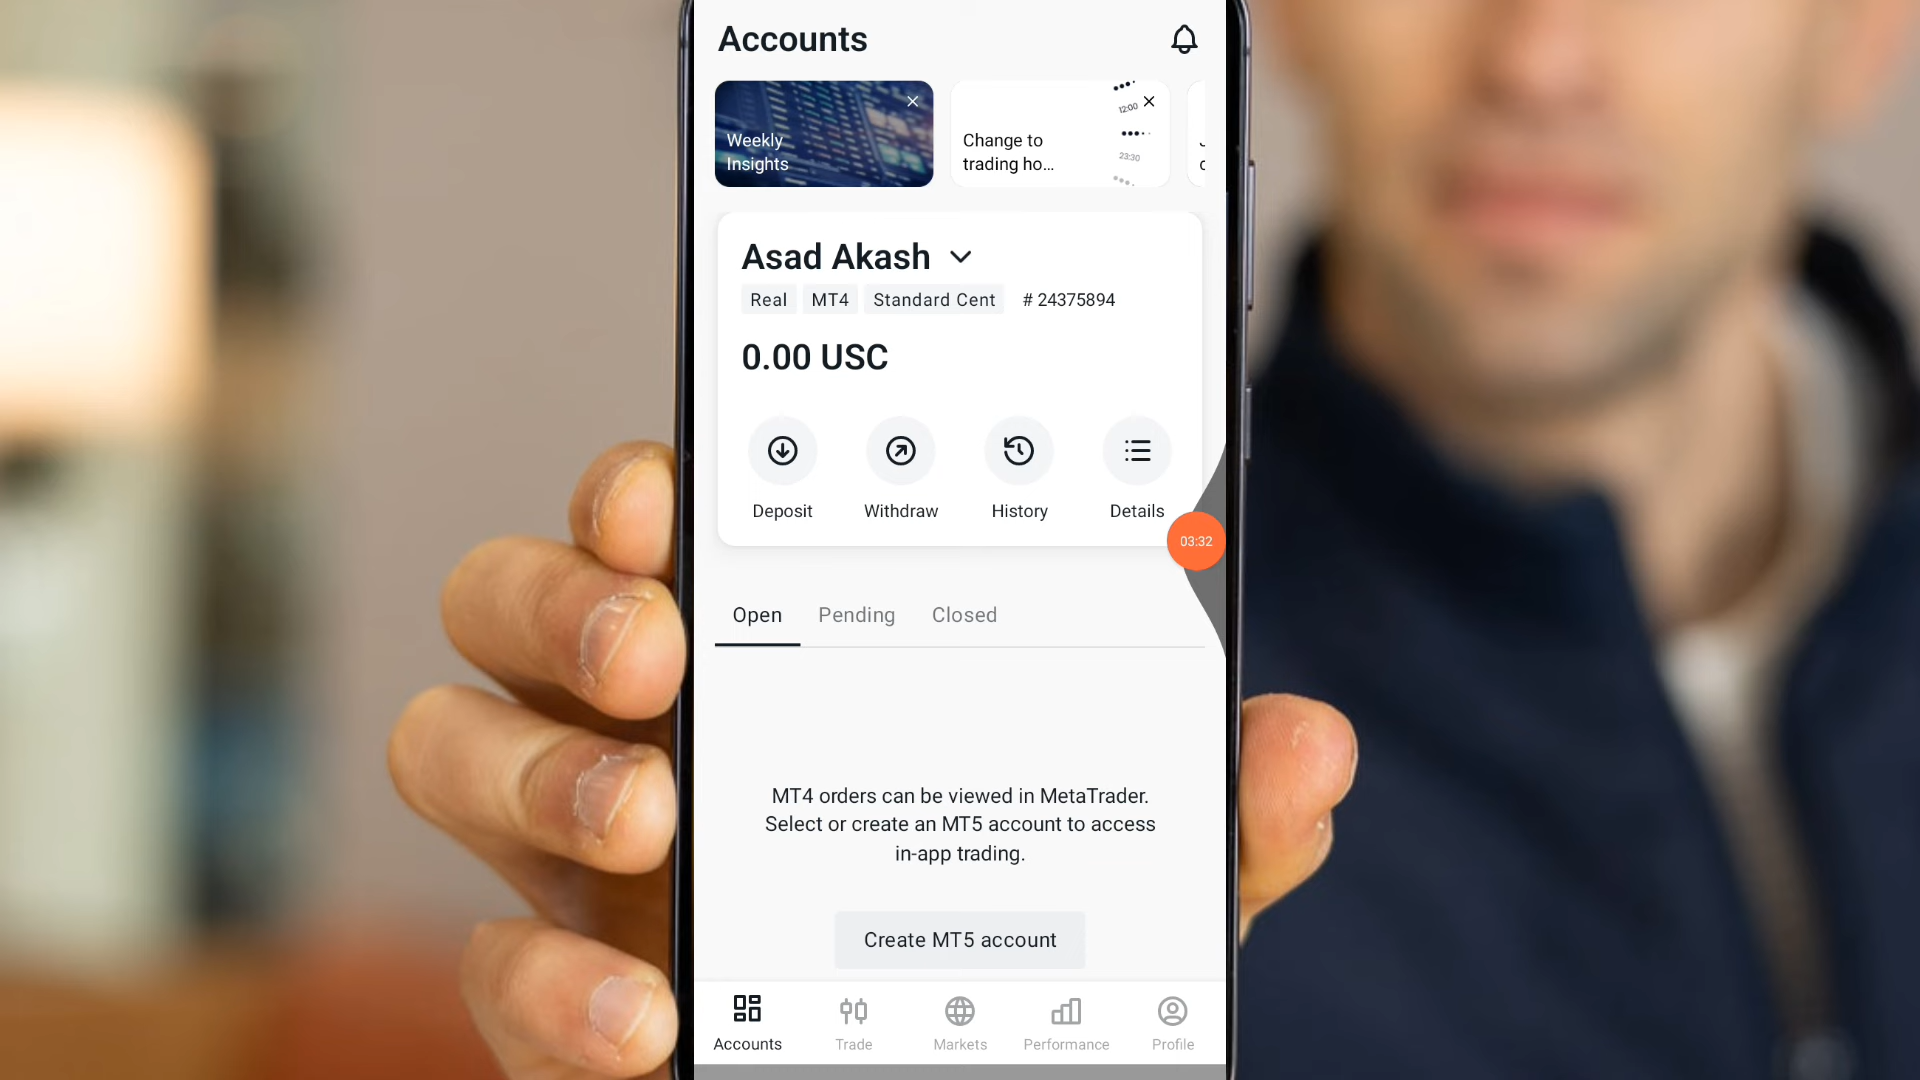 Accounts
Weekly
Insights
Change to
trading ho...
12:00
23:30
Asad Akash
Real MT4 Standard Cent # 24375894
0.00 USC
Deposit Withdraw History Details
03:32
Open Pending Closed
MT4 orders can be viewed in MetaTrader.
Select or create an MT5 account to access
in-app trading.
Create MT5 account
Accounts Trade Markets Performance Profile